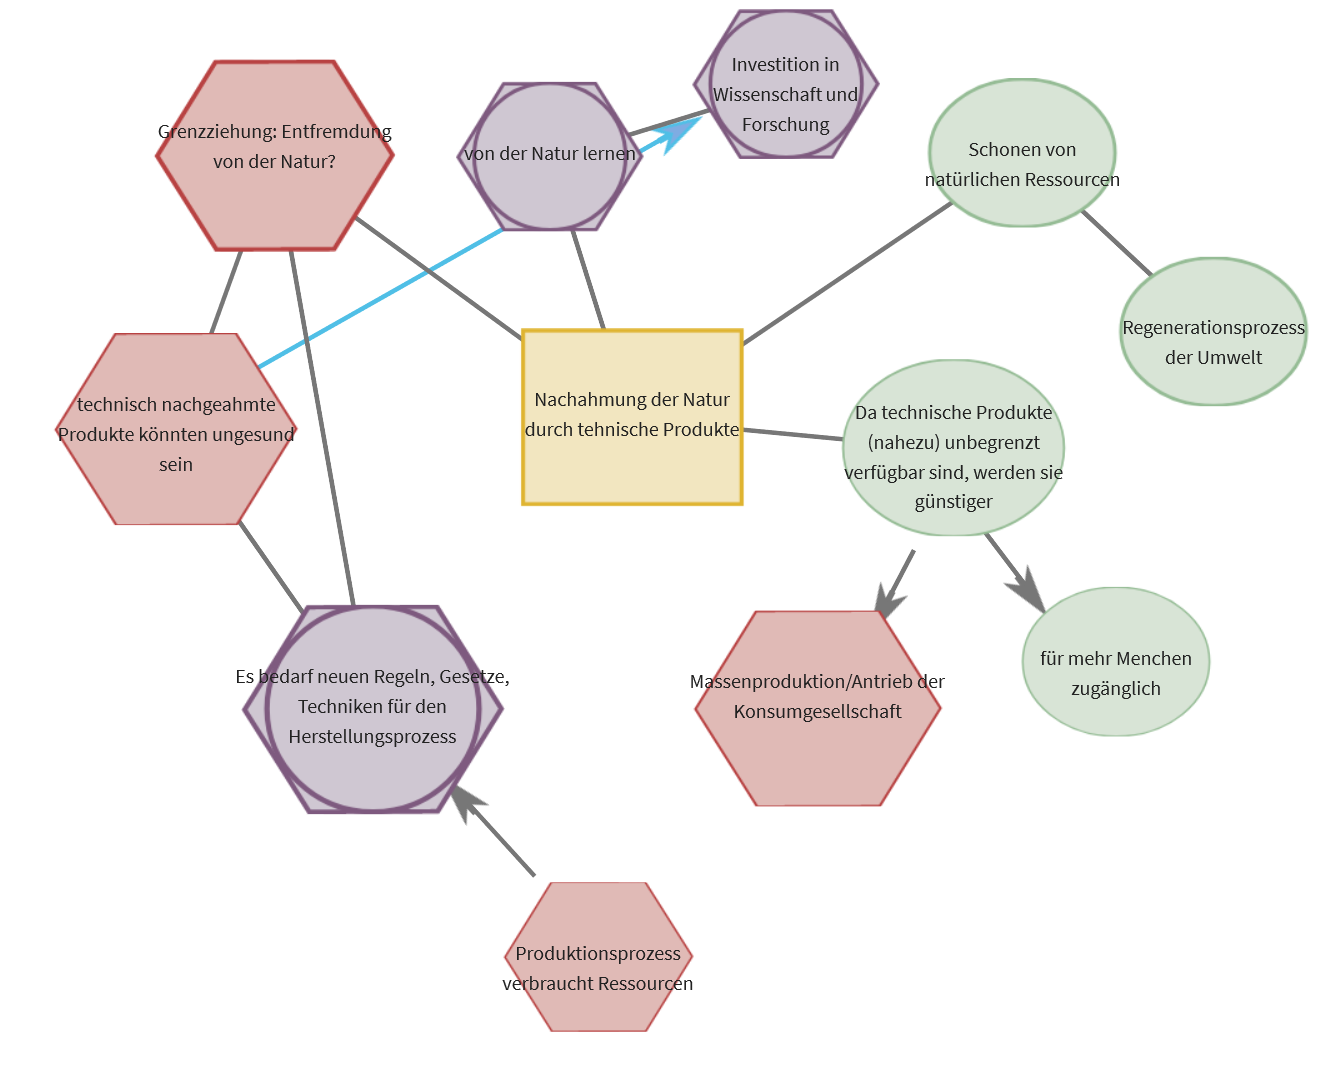 Investition in
Wissenschaft und
Forschung
Grenzziehung: Entfremdung
von der Natur?
von der Natur lernen
Schonen von
natürlichen Ressourcen
Regenerationsprozess
der Umwelt
technisch nachgeahmte
Produkte könnten ungesund
sein
Nachahmung der Natur
durch tehnische Produkte
Da technische Produkte
(nahezu) unbegrenzt
verfügbar sind, werden sie
günstiger
Es bedarf neuen Regeln, Gesetze,
Techniken für den
Herstellungsprozess
Massenproduktion/Antrieb der
Konsumgesellschaft
für mehr Menchen
zugänglich
Produktionsprozess
verbraucht Ressourcen